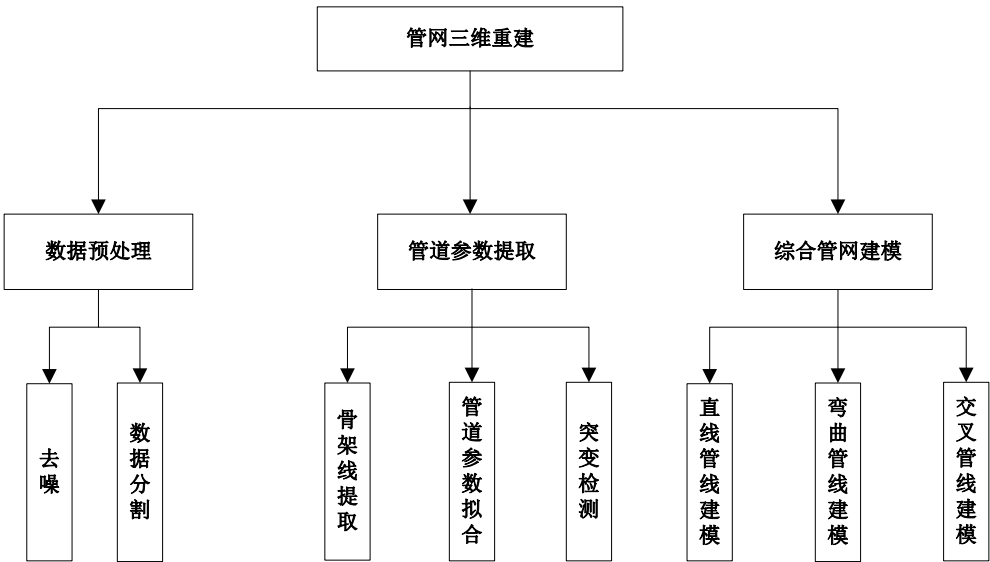 管网三维重建
数据预处理
管道参数提取
综合管网建模
去噪
数据分割
骨架线提取
管道参数拟合
突变检测
直线管线建模
弯曲管线建模
交叉管线建模